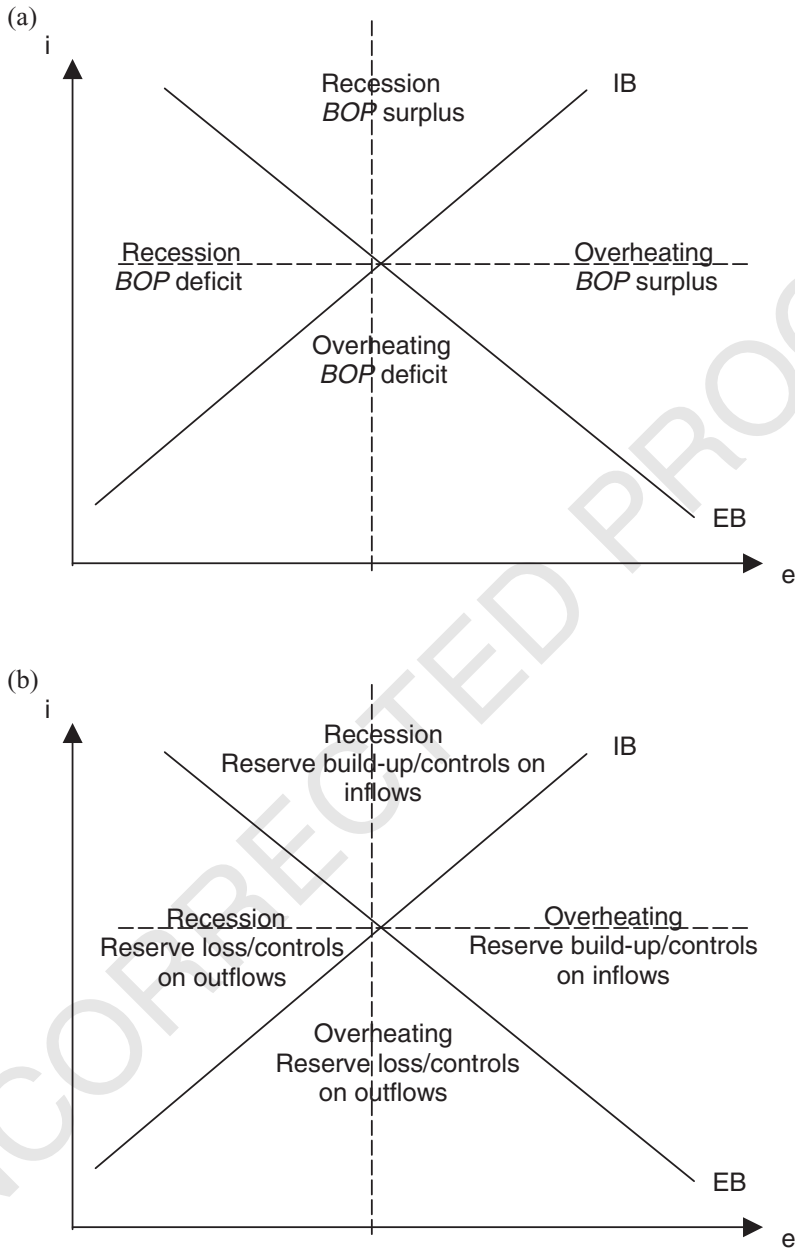 (a)
i
Recession
BOP surplus
IB
Recession
BOP deficit
Overheating
BOP surplus
Overheating
BOP deficit
EB
e
(b)
i
Recession
Reserve build-up/controls on
inflows
IB
Recession
Reserve loss/controls
on outflows
Overheating
Reserve build-up/controls
on inflows
Overheating
Reserve loss/controls
on outflows
EB
e
NCORRECTED PROO